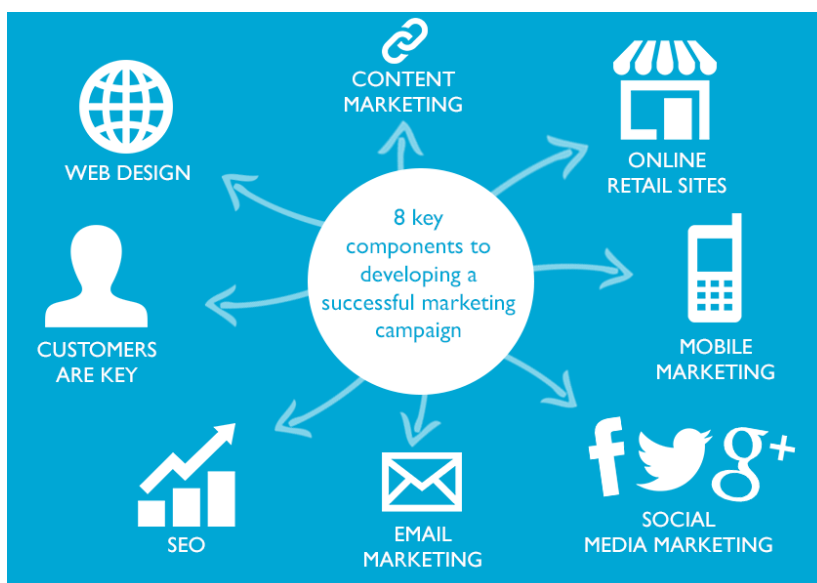 CONTENT
MARKETING
ONLINE
RETAIL SITES
WEB DESIGN
8 key
components to
developing a
successful marketing
campaign
CUSTOMERS
ARE KEY
MOBILE
MARKETING
f g+
SEO
EMAIL
MARKETING
SOCIAL
MEDIA MARKETING